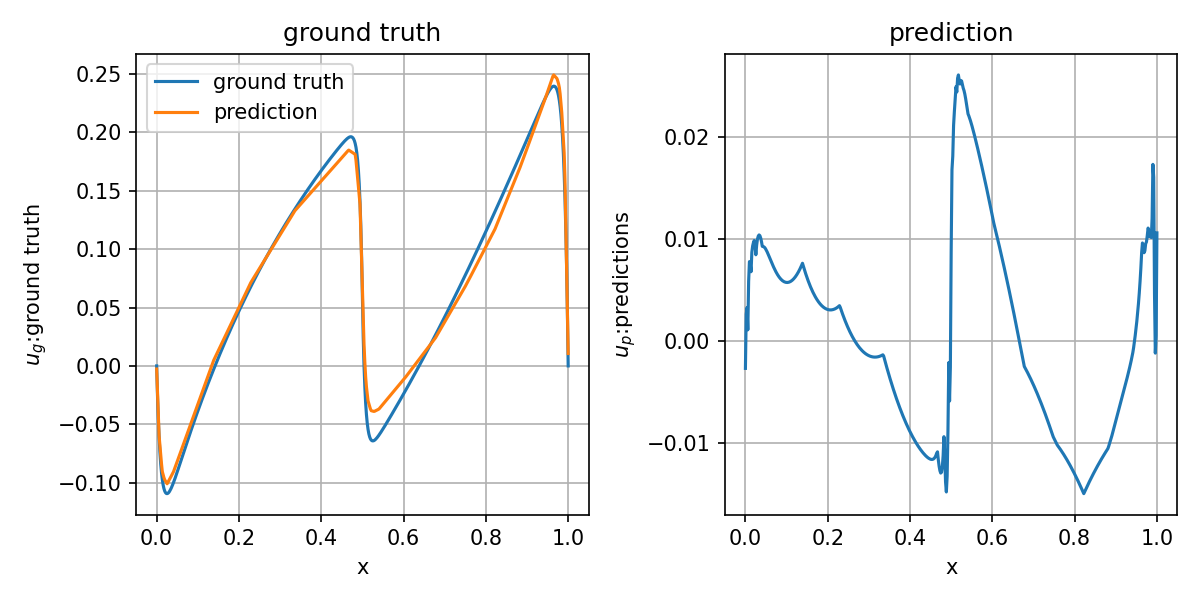 ground truth
ground truth
prediction
0.25
0.20
0.15
0.10
0.05
0.00
−0.05
−0.10
u_g:ground truth
0.0 0.2 0.4 0.6 0.8 1.0
x
prediction
0.02
0.01
0.00
−0.01
u_p:predictions
0.0 0.2 0.4 0.6 0.8 1.0
x